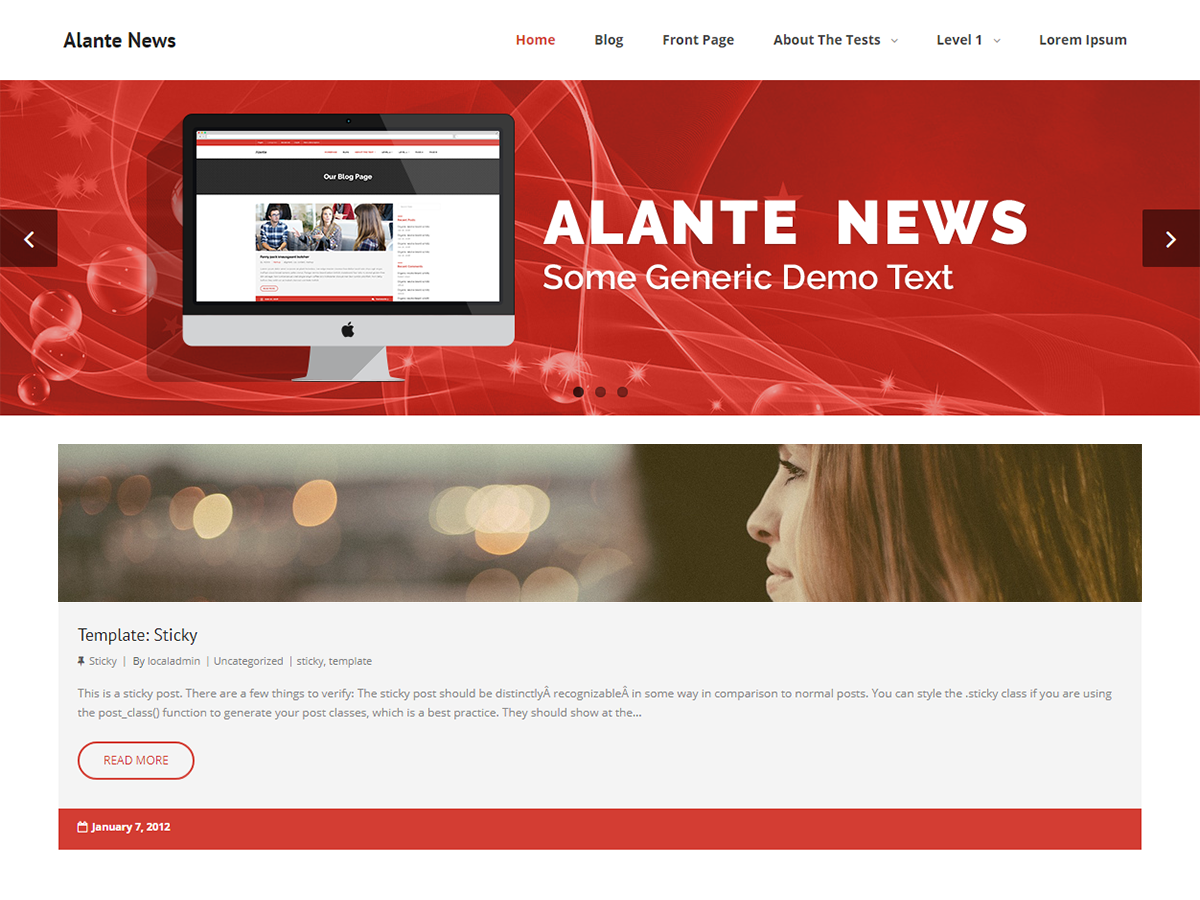 Alante News
Home Blog Front Page About The Tests Level 1 Lorem Ipsum
Our Blog Page
ALANTE NEWS
Some Generic Demo Text
Template: Sticky
Sticky | By localadmin | Uncategorized | sticky, template
This is a sticky post. There are a few things to verify: The sticky post should be distinctlyÂ recognizableÂ in some way in comparison to normal posts. You can style the .sticky class if you are using
the post_class() function to generate your post classes, which is a best practice. They should show at the...
READ MORE
January 7, 2012